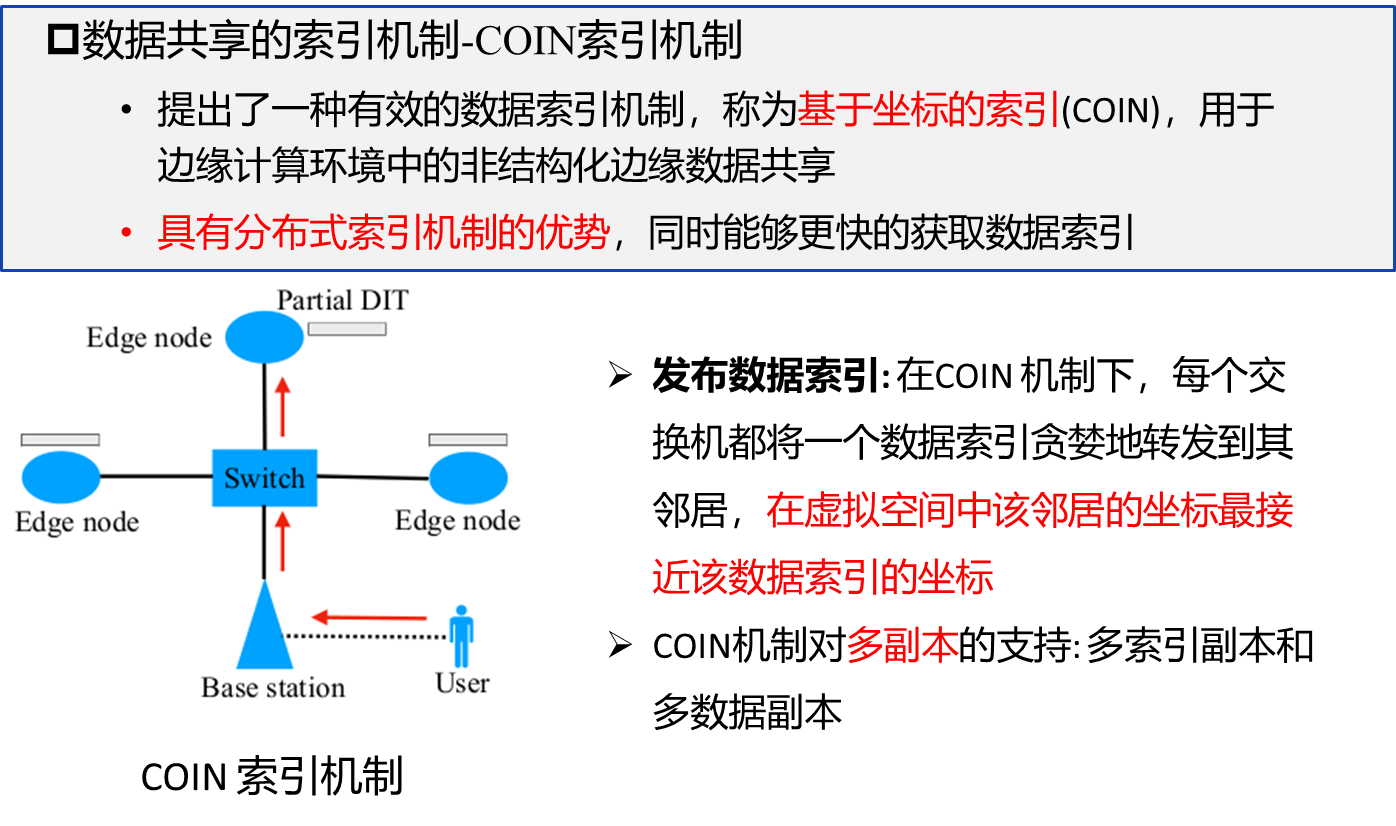 数据共享的索引机制-COIN索引机制
• 提出了一种有效的数据索引机制，称为基于坐标的索引(COIN)，用于
边缘计算环境中的非结构化边缘数据共享
• 具有分布式索引机制的优势，同时能够更快的获取数据索引
Partial DIT
Edge node
Switch
Edge node
Edge node
Base station
User
COIN 索引机制
➢ 发布数据索引: 在COIN 机制下，每个交
换机都将一个数据索引贪婪地转发到其
邻居，在虚拟空间中该邻居的坐标最接
近该数据索引的坐标
➢ COIN机制对多副本的支持: 多索引副本和
多数据副本